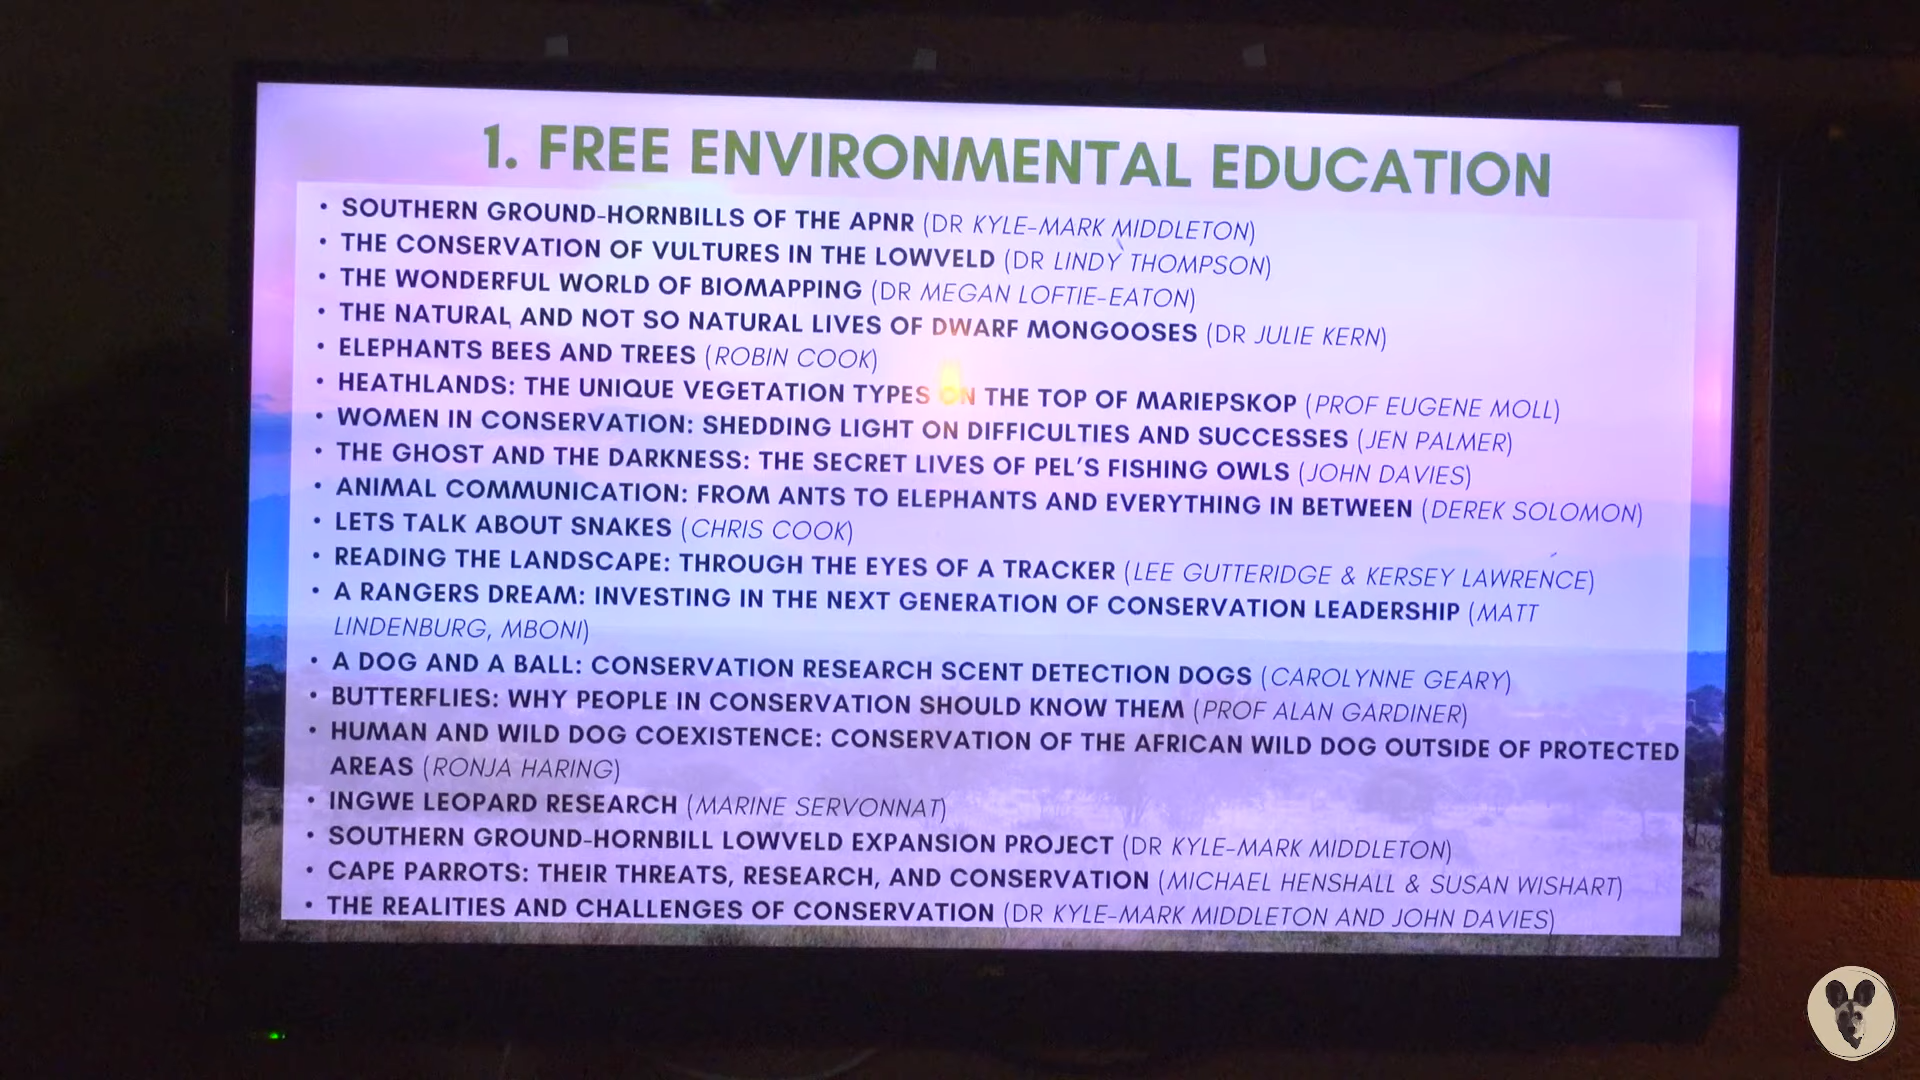 1. FREE ENVIRONMENTAL EDUCATION
• SOUTHERN GROUND-HORNBILLS OF THE APNR (DR KYLE-MARK MIDDLETON)
• THE CONSERVATION OF VULTURES IN THE LOWVELD (DR LINDY THOMPSON)
• THE WONDERFUL WORLD OF BIOMAPPING (DR MEGAN LOFTIE-EATON)
• THE NATURAL AND NOT SO NATURAL LIVES OF DWARF MONGOOSES (DR JULIE KERN)
• ELEPHANTS BEES AND TREES (ROBIN COOK)
• HEATHLANDS: THE UNIQUE VEGETATION TYPES ON THE TOP OF MARIEPSKOP (PROF EUGENE MOLL)
• WOMEN IN CONSERVATION: SHEDDING LIGHT ON DIFFICULTIES AND SUCCESSES (JEN PALMER)
• THE GHOST AND THE DARKNESS: THE SECRET LIVES OF PEL'S FISHING OWLS (JOHN DAVIES)
• ANIMAL COMMUNICATION: FROM ANTS TO ELEPHANTS AND EVERYTHING IN BETWEEN (DEREK SOLOMON)
• LETS TALK ABOUT SNAKES (CHRIS COOK)
• READING THE LANDSCAPE: THROUGH THE EYES OF A TRACKER (LEE GUTTERIDGE & KERSEY LAWRENCE)
• A RANGERS DREAM: INVESTING IN THE NEXT GENERATION OF CONSERVATION LEADERSHIP (MATT
LINDENBURG, MBONI)
• A DOG AND A BALL: CONSERVATION RESEARCH SCENT DETECTION DOGS (CAROLYNNE GEARY)
• BUTTERFLIES: WHY PEOPLE IN CONSERVATION SHOULD KNOW THEM (PROF ALAN GARDINER)
• HUMAN AND WILD DOG COEXISTENCE: CONSERVATION OF THE AFRICAN WILD DOG OUTSIDE OF PROTECTED
AREAS (RONJA HARING)
• INGWE LEOPARD RESEARCH (MARINE SERVONNAT)
• SOUTHERN GROUND-HORNBILL LOWVELD EXPANSION PROJECT (DR KYLE-MARK MIDDLETON)
• CAPE PARROTS: THEIR THREATS, RESEARCH, AND CONSERVATION (MICHAEL HENSHALL & SUSAN WISHART)
• THE REALITIES AND CHALLENGES OF CONSERVATION (DR KYLE-MARK MIDDLETON AND JOHN DAVIES)